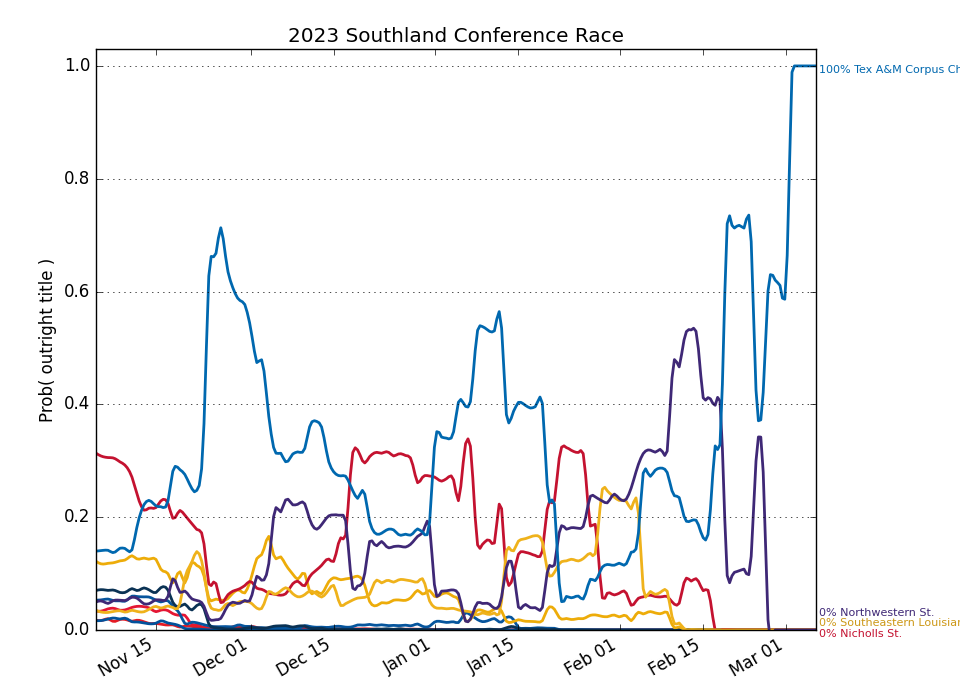 2023 Southland Conference Race
Prob( outright title )
1.0
0.8
0.6
0.4
0.2
0.0
100% Tex A&M Corpus Ch
0% Northwestern St.
0% Southeastern Louisian
0% Nicholls St.
Nov 15
Dec 01
Dec 15
Jan 01
Jan 15
Feb 01
Feb 15
Mar 01